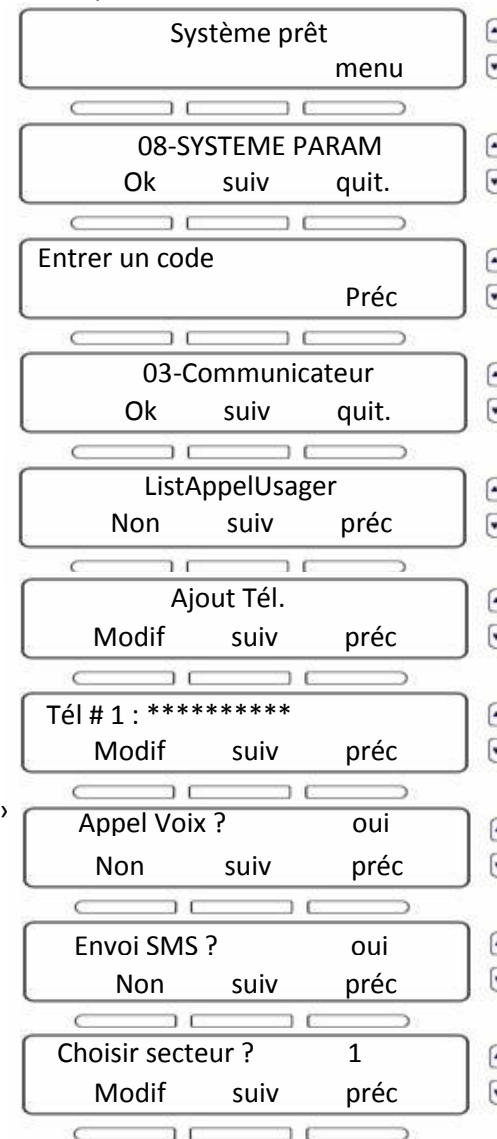 Système prêt
menu
08-SYSTEME PARAM
Ok suiv quit.
Entrer un code
Préc
03-Communicateur
Ok suiv quit.
ListAppelUsager
Non suiv préc
Ajout Tél.
Modif suiv préc
Tél # 1 : **********
Modif suiv préc
Appel Voix ? oui
Non suiv préc
Envoi SMS ? oui
Non suiv préc
Choisir secteur ? 1
Modif suiv préc